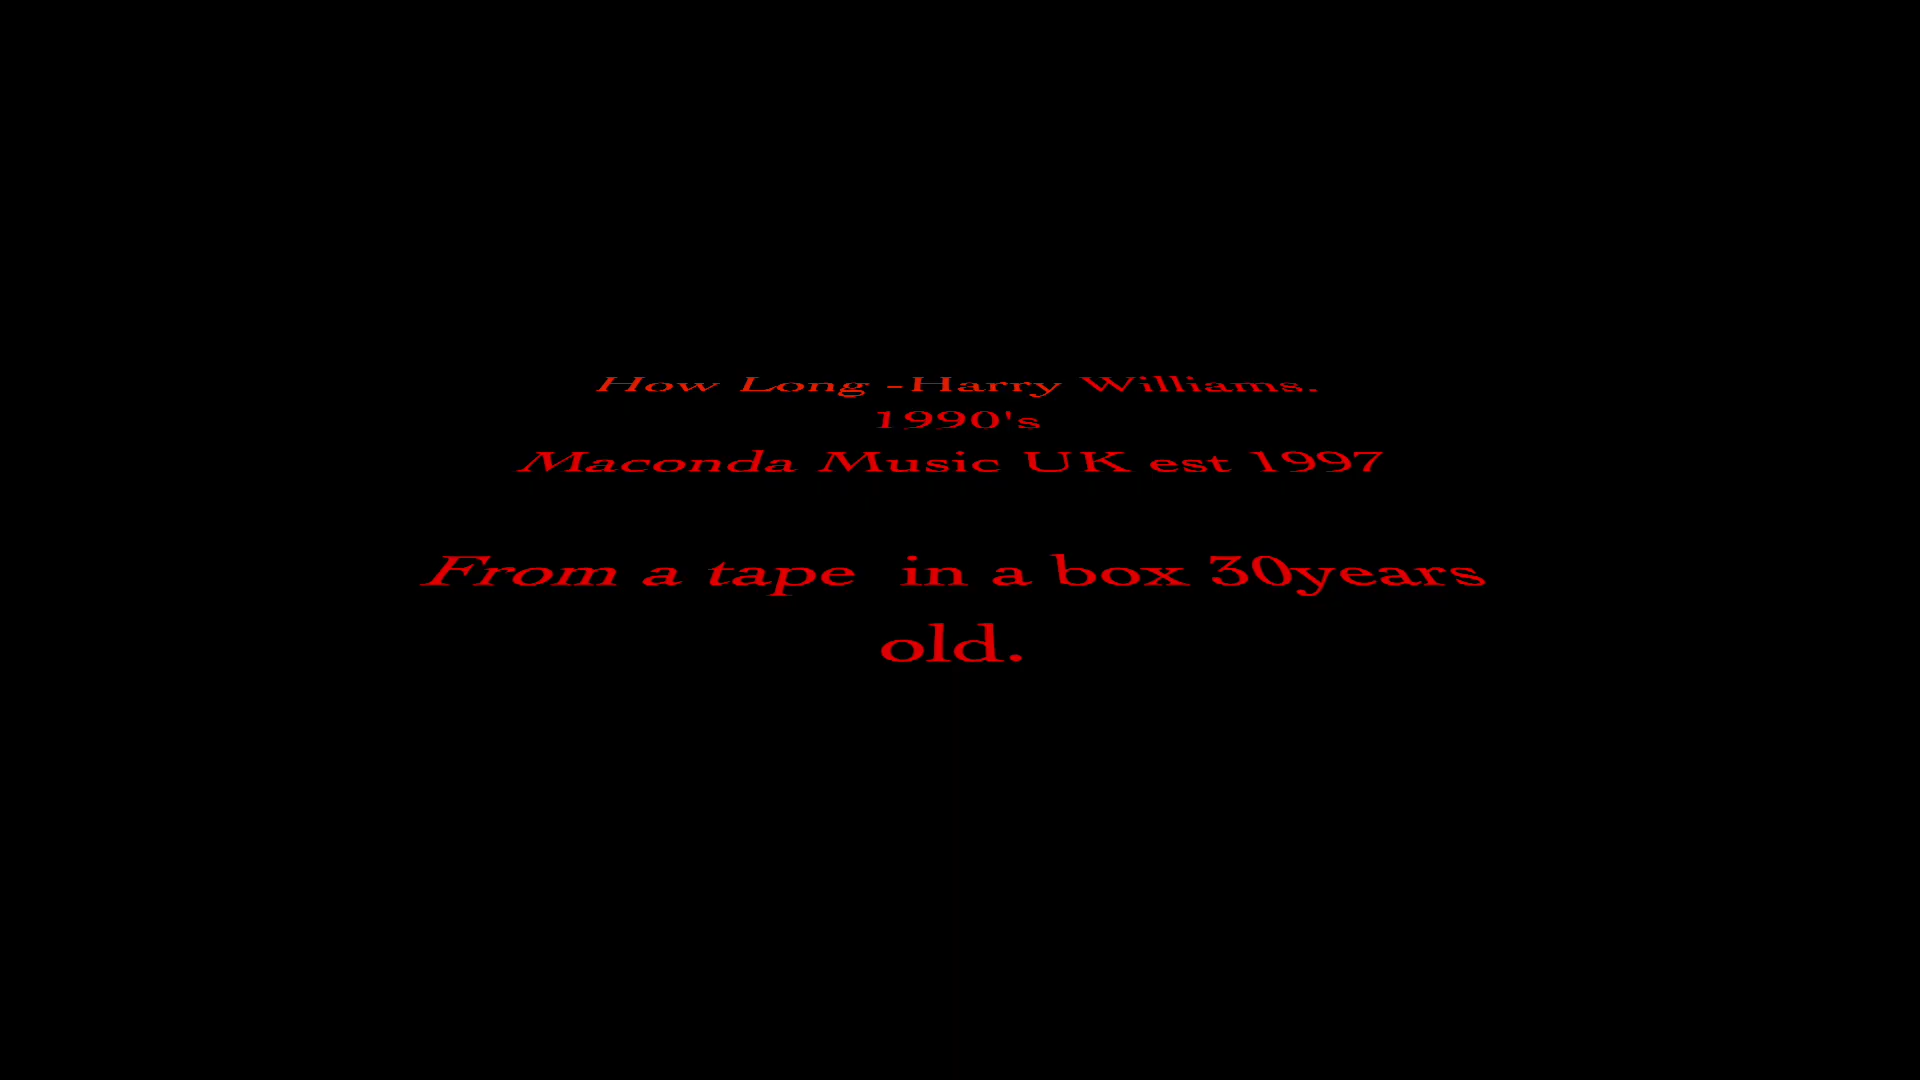 How Long -Harry Williams.
1990's
Maconda Music UK est 1997
From a tape  in a box 30years
old.